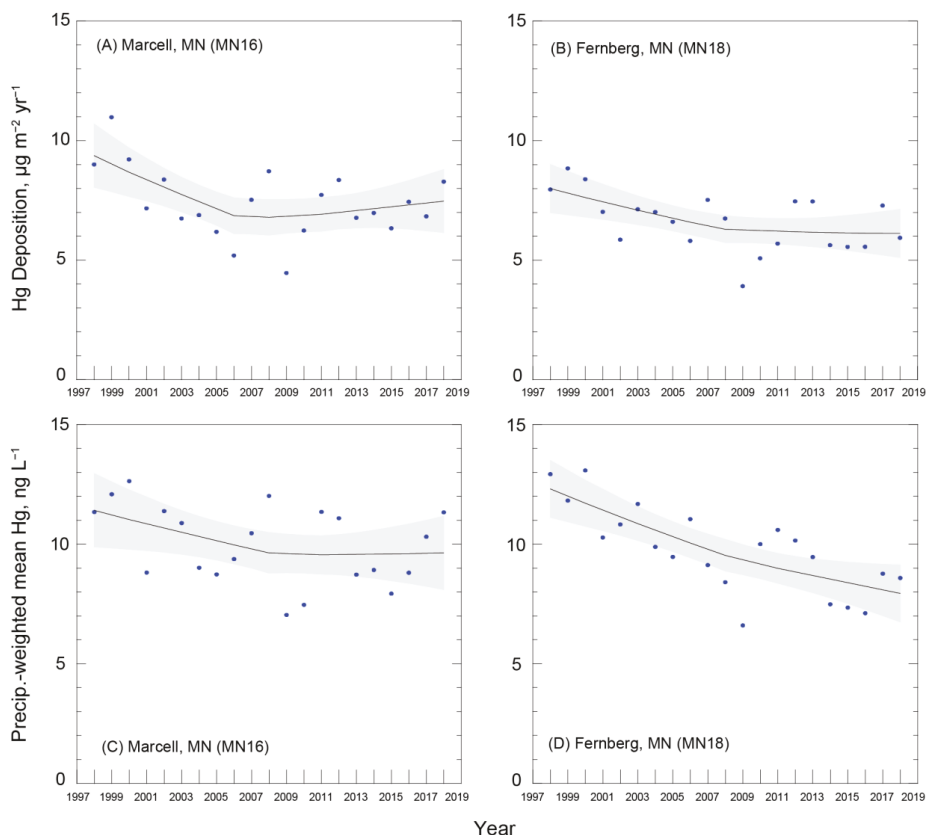 Hg Deposition, µg m⁻² yr⁻¹
15
10
5
0
(A) Marcell, MN (MN16)
1997 1999 2001 2003 2005 2007 2009 2011 2013 2015 2017 2019
15
10
5
0
(B) Fernberg, MN (MN18)
1997 1999 2001 2003 2005 2007 2009 2011 2013 2015 2017 2019
Precip.-weighted mean Hg, ng L⁻¹
15
10
5
0
(C) Marcell, MN (MN16)
1997 1999 2001 2003 2005 2007 2009 2011 2013 2015 2017 2019
15
10
5
0
(D) Fernberg, MN (MN18)
1997 1999 2001 2003 2005 2007 2009 2011 2013 2015 2017 2019
Year